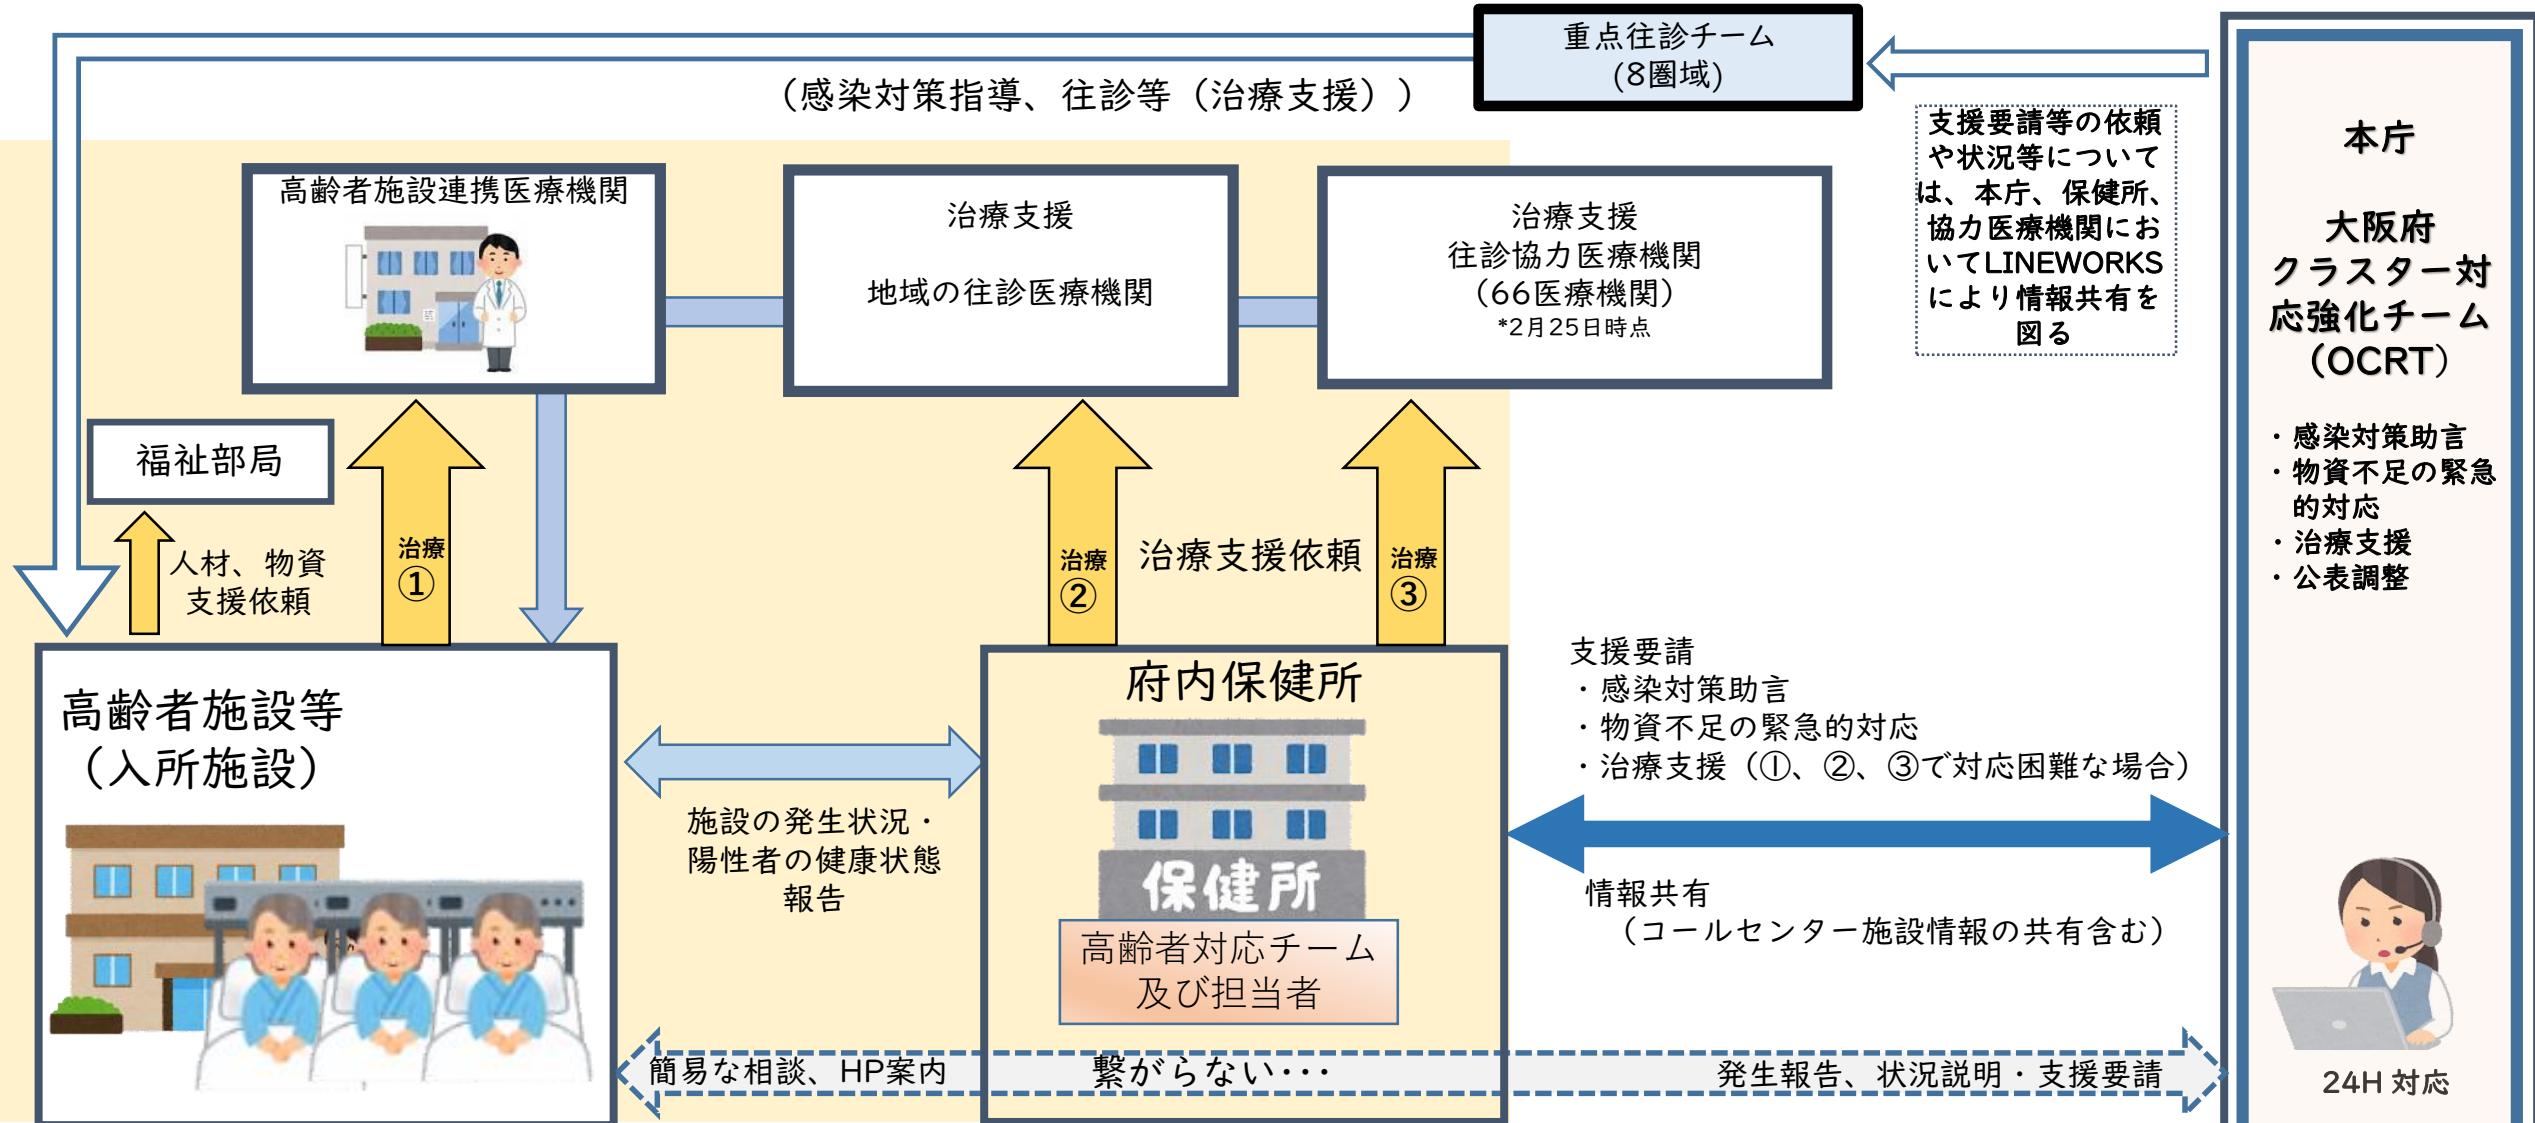 重点往診チーム
(8圏域)
（感染対策指導、往診等（治療支援））
支援要請等の依頼
や状況等について
は、本庁、保健所、
協力医療機関にお
いてLINEWORKS
により情報共有を
図る
本庁
大阪府
クラスター対
応強化チーム
（OCRT）
・感染対策助言
・物資不足の緊急
的対応
・治療支援
・公表調整
24H 対応
高齢者施設連携医療機関
治療支援
地域の往診医療機関
治療支援
往診協力医療機関
（66医療機関）
*2月25日時点
福祉部局
人材、物資
支援依頼
治療
①
治療
②
治療支援依頼
治療
③
高齢者施設等
（入所施設）
施設の発生状況・
陽性者の健康状態
報告
府内保健所
保健所
高齢者対応チーム
及び担当者
支援要請
・感染対策助言
・物資不足の緊急的対応
・治療支援（①、②、③で対応困難な場合）
情報共有
（コールセンター施設情報の共有含む）
簡易な相談、HP案内
繋がらない・・・
発生報告、状況説明・支援要請